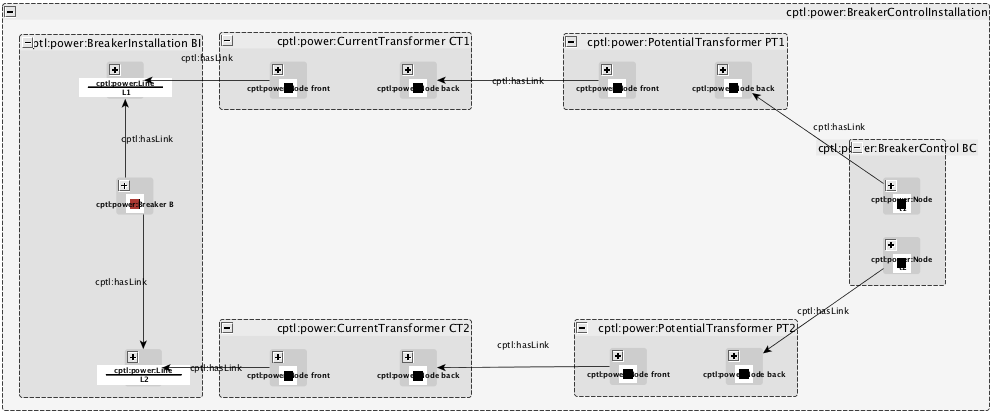 cptl:power:BreakerControlInstallation
cptl:power:BreakerInstallation BI
cptl:power:CurrentTransformer CT1
cptl:power:PotentialTransformer PT1
cptl:hasLink
cptl:power:Line
L1
cptl:power:Node front
cptl:power:Node back
cptl:hasLink
cptl:power:Node front
cptl:power:Node back
cptl:hasLink
cptl:hasLink
cptl:power:BreakerControl BC
cptl:power:Breaker B
cptl:power:Node
cptl:power:Node
cptl:hasLink
cptl:hasLink
cptl:power:CurrentTransformer CT2
cptl:power:PotentialTransformer PT2
cptl:hasLink
cptl:power:Line
L2
cptl:hasLink
cptl:power:Node front
cptl:power:Node back
cptl:power:Node front
cptl:power:Node back